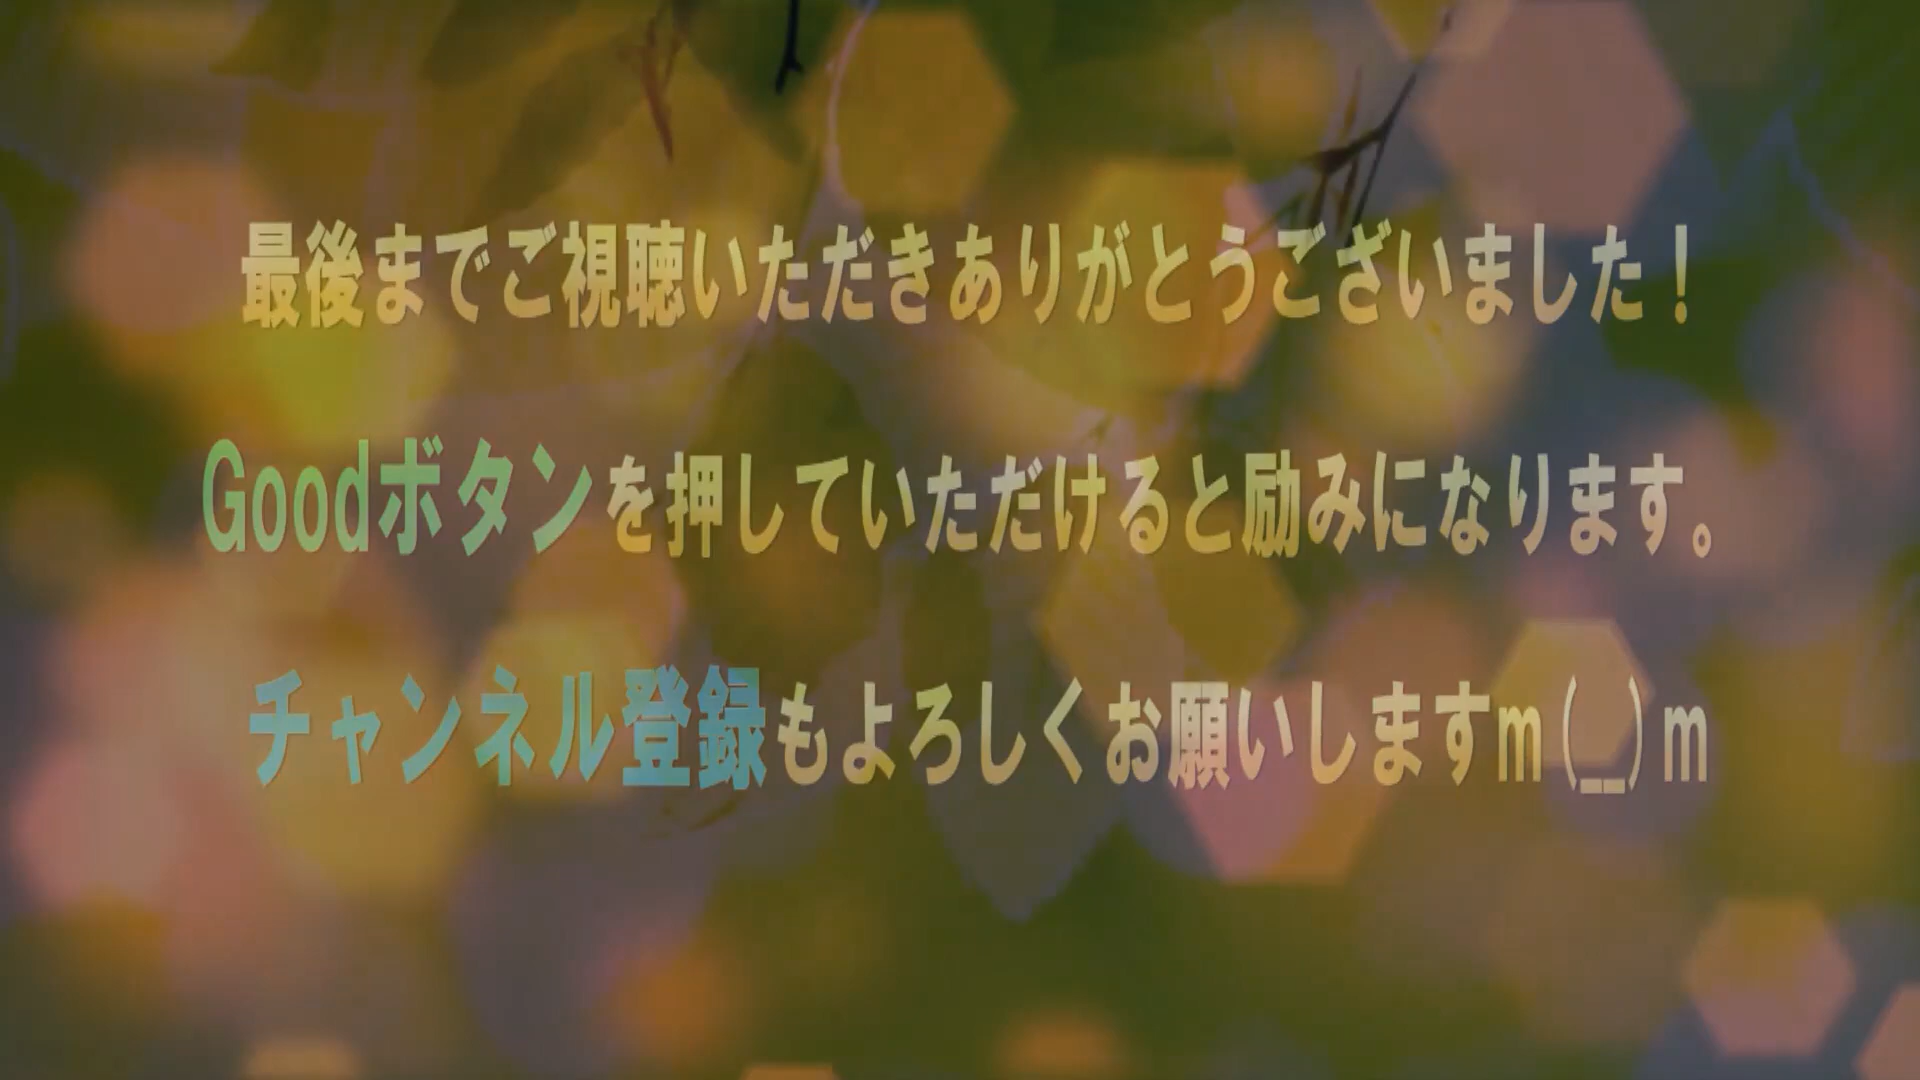 最後までご視聴いただきありがとうございました！
Goodボタンを押していただけると励みになります。
チャンネル登録もよろしくお願いしますm(__)m